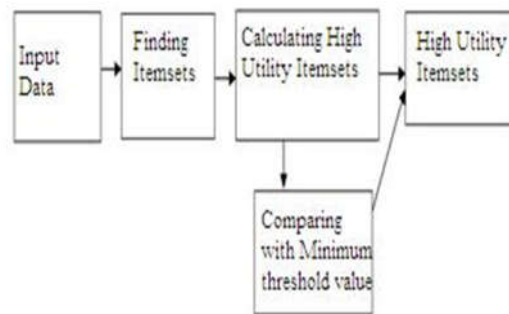 Input
Data
Finding
Itemsets
Calculating High
Utility Itemsets
High Utility
Itemsets
Comparing
with Minimum
threshold value